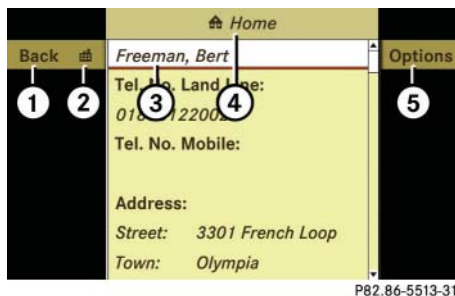 Home
Back
Freeman, Bert
Options
Tel. No. Land Line:
1 2 3 4 5
Tel. No. Mobile:
Address:
Street: 3301 French Loop
Town: Olympia
P82.86-5513-31